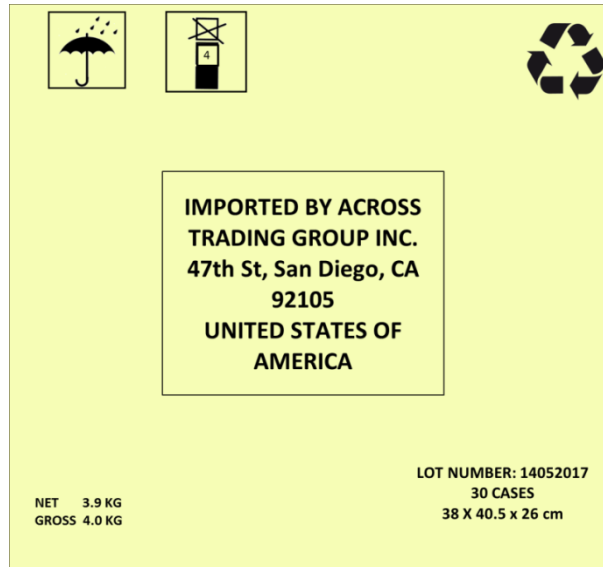 4
IMPORTED BY ACROSS
TRADING GROUP INC.
47th St, San Diego, CA
92105
UNITED STATES OF
AMERICA
LOT NUMBER: 14052017
30 CASES
38 X 40.5 x 26 cm
NET 3.9 KG
GROSS 4.0 KG